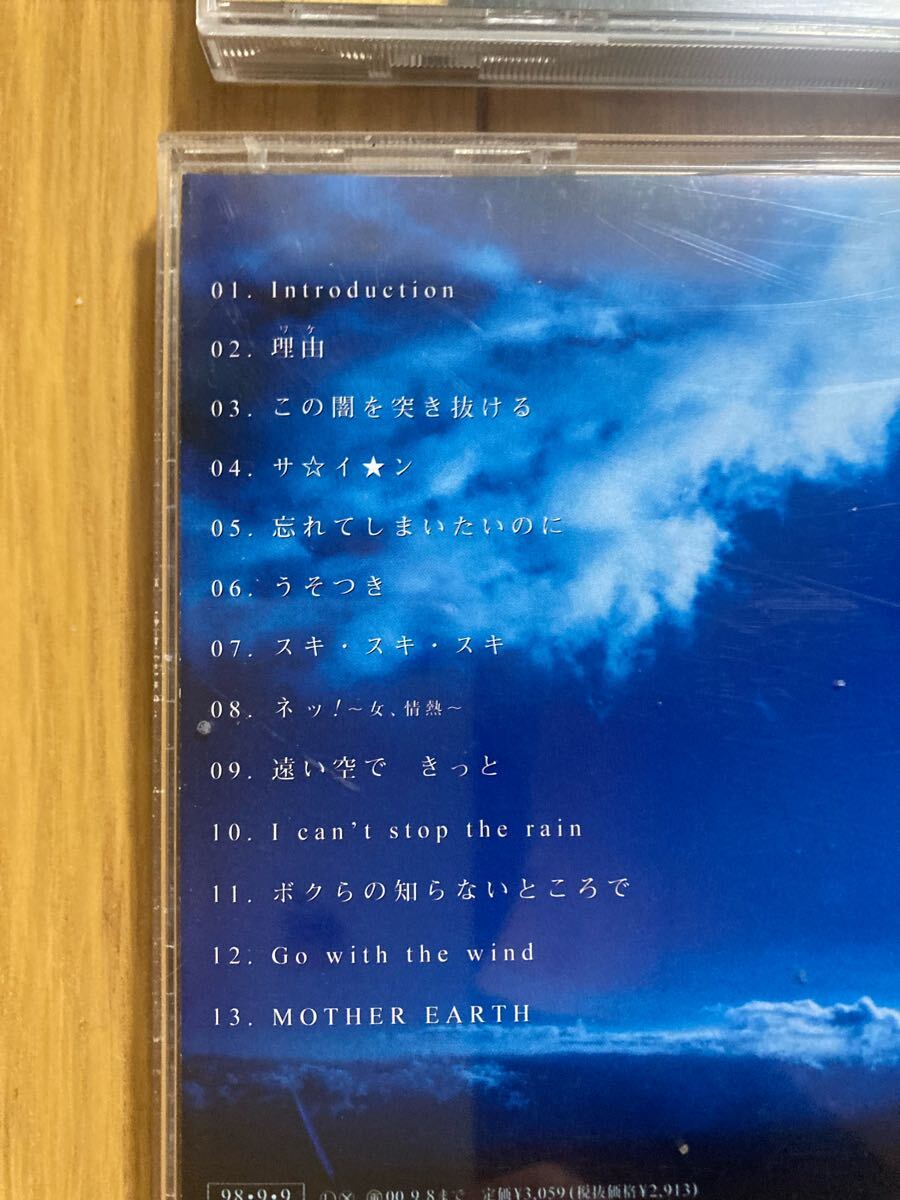 01. Introduction
ワケ
02. 理由
03. この闇を突き抜ける
04. サ☆イ★ン
05. 忘れてしまいたいのに
06. うそつき
07. スキ・スキ・スキ
08. ネッ!～女、情熱～
09. 遠い空で きっと
10. I can't stop the rain
11. ボクらの知らないところで
12. Go with the wind
13. MOTHER EARTH
98・9・9 00.9.8まで 定価¥3,059(税抜価格¥2,913)